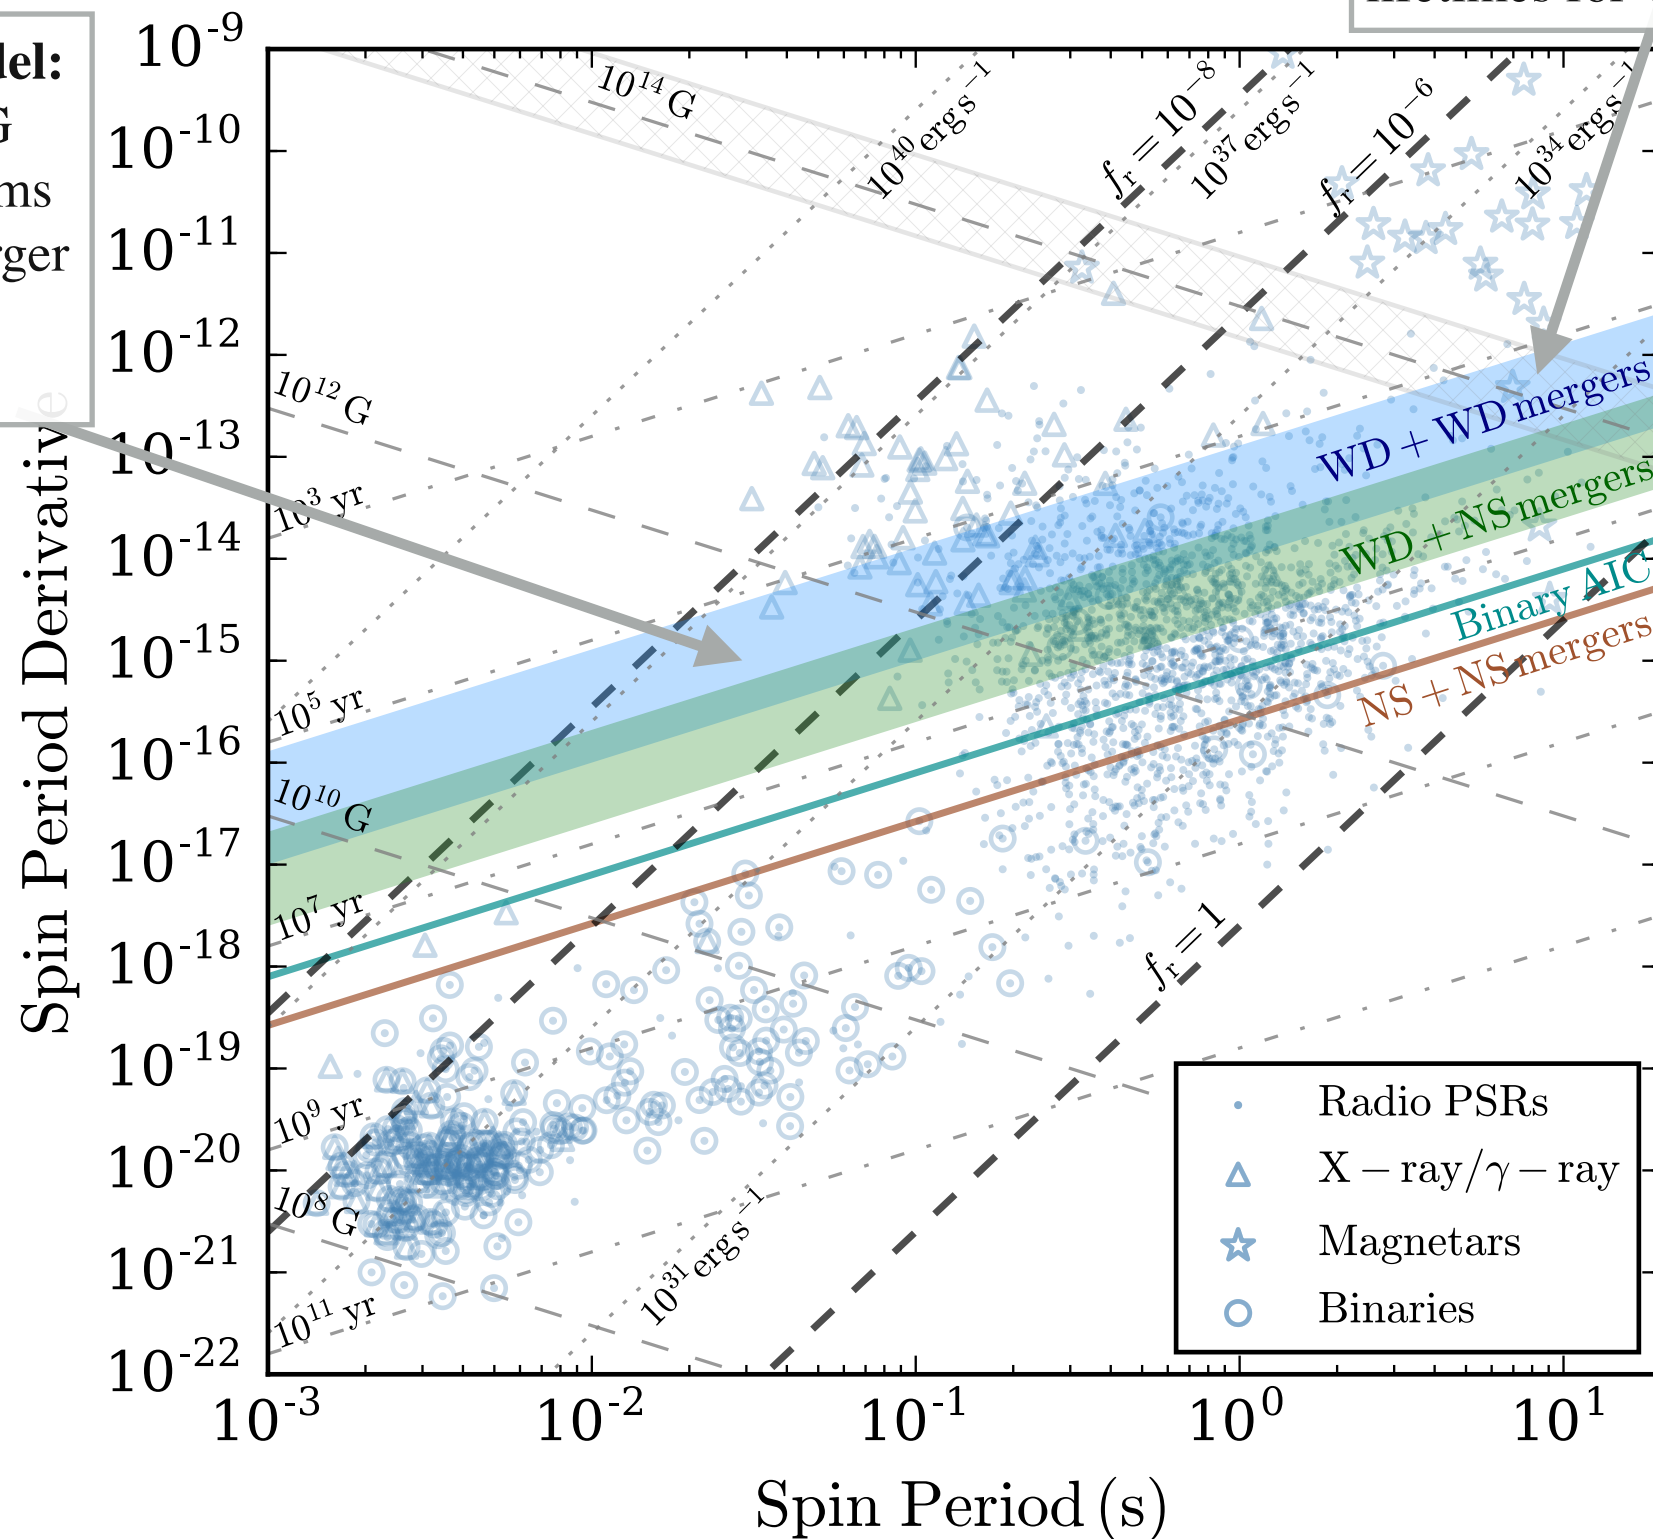 10^-9
10^-10
10^-11
10^-12
10^-13
10^-14
10^-15
10^-16
10^-17
10^-18
10^-19
10^-20
10^-21
10^-22
Spin Period Derivative
G
ms
10^14 G
10^12 G
10^10 G
10^8 G
10^3 yr
10^5 yr
10^7 yr
10^9 yr
10^11 yr
10^40 erg s^-1
f_r = 10^-8
10^37 erg s^-1
f_r = 10^-6
10^34 erg s^-1
WD + WD mergers
WD + NS mergers
Binary AIC
NS + NS mergers
f_r = 1
10^31 erg s^-1
Radio PSRs
X − ray/γ − ray
Magnetars
Binaries
10^-3
10^-2
10^-1
10^0
10^1
Spin Period (s)